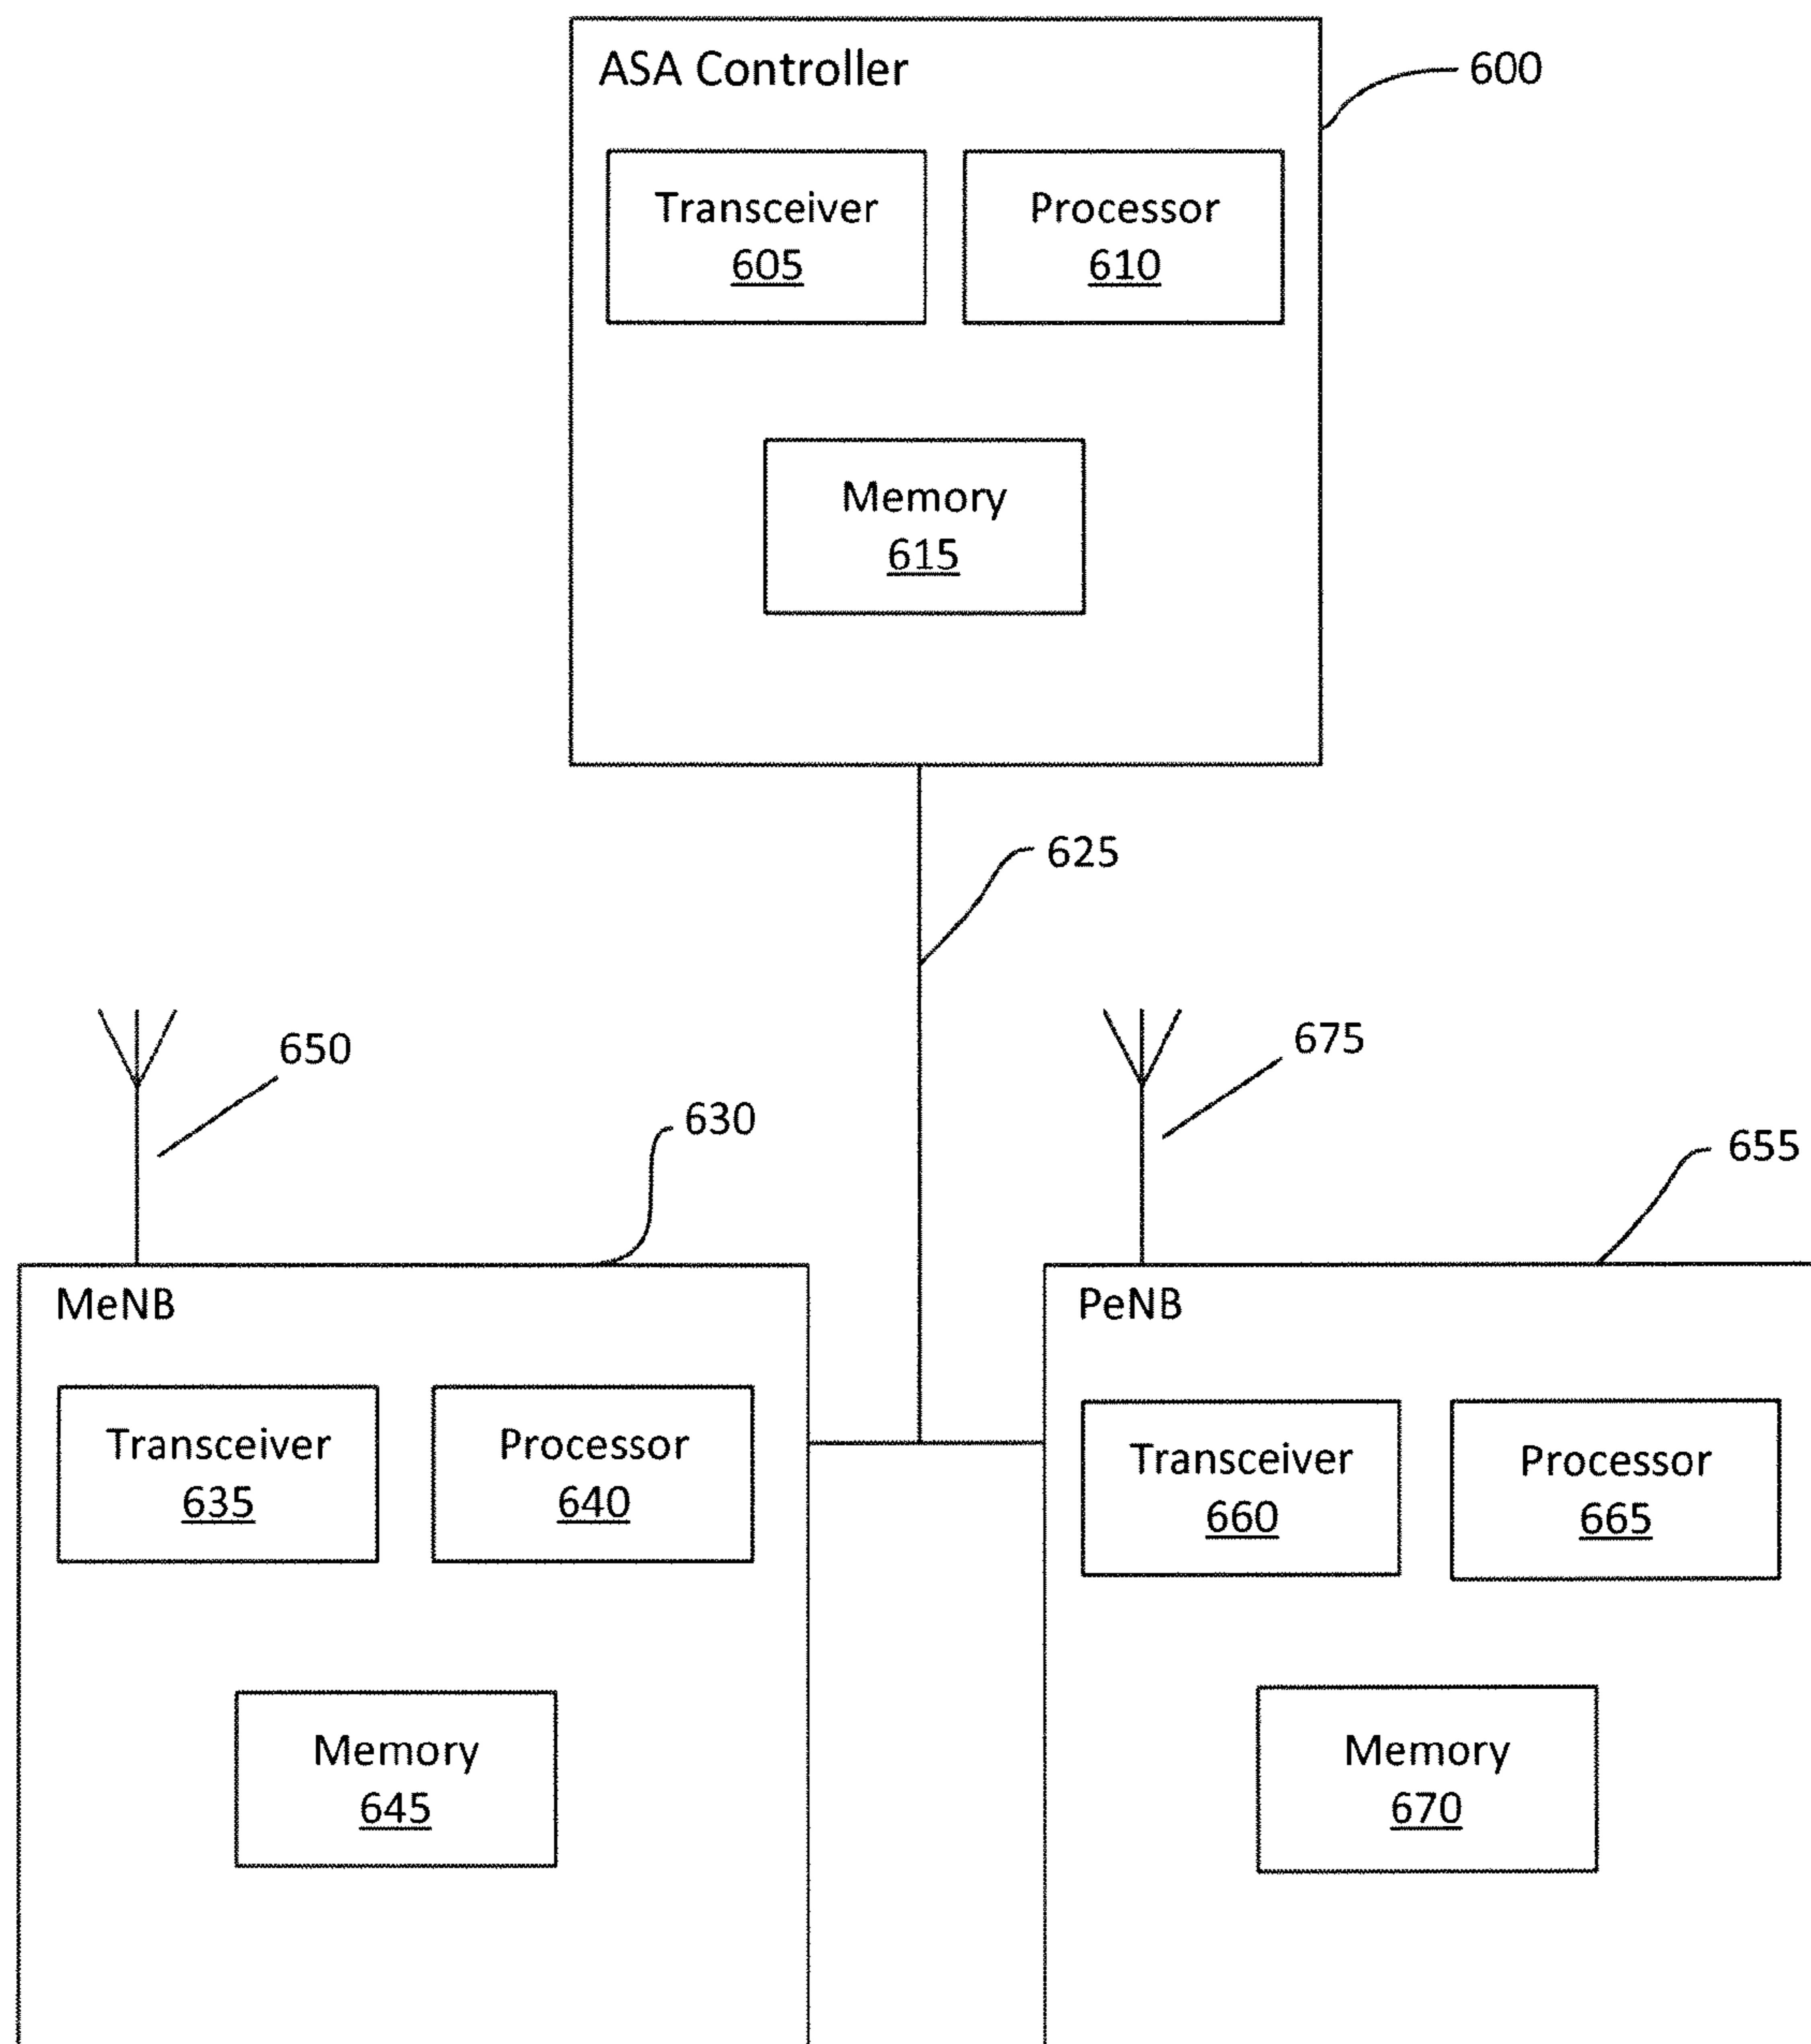 ASA Controller
600
Transceiver
605
Processor
610
Memory
615
625
650
675
630
655
MeNB
PeNB
Transceiver
635
Processor
640
Transceiver
660
Processor
665
Memory
645
Memory
670